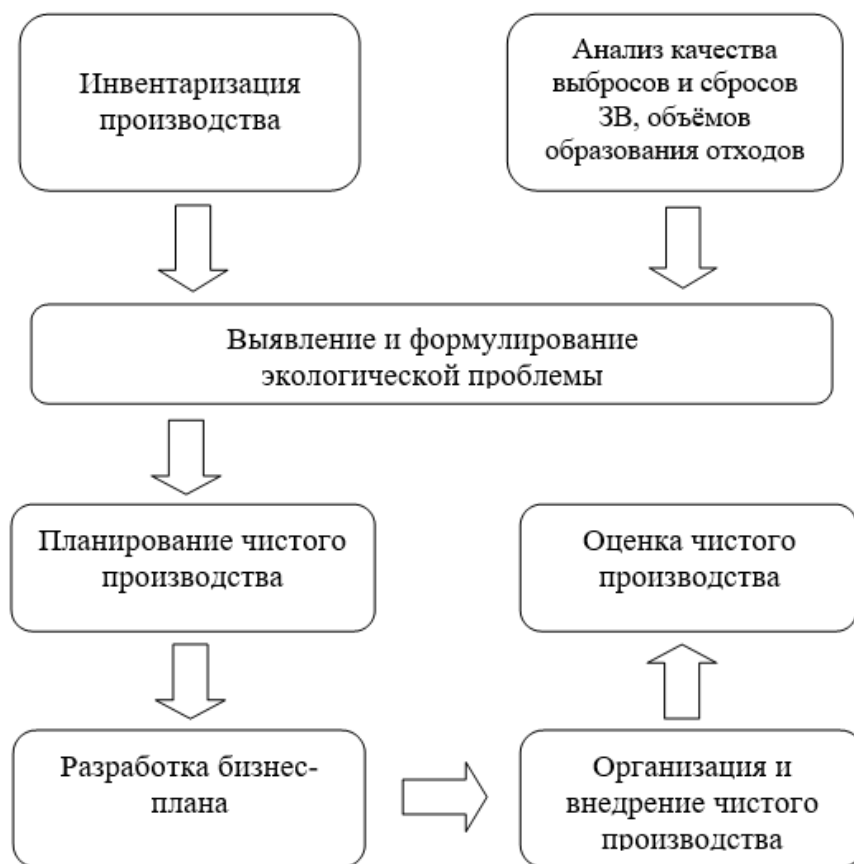 Инвентаризация
производства
Анализ качества
выбросов и сбросов
ЗВ, объёмов
образования отходов
Выявление и формулирование
экологической проблемы
Планирование чистого
производства
Оценка чистого
производства
Разработка бизнес-
плана
Организация и
внедрение чистого
производства